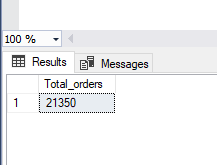 100 %
Results Messages
Total_orders
1 21350